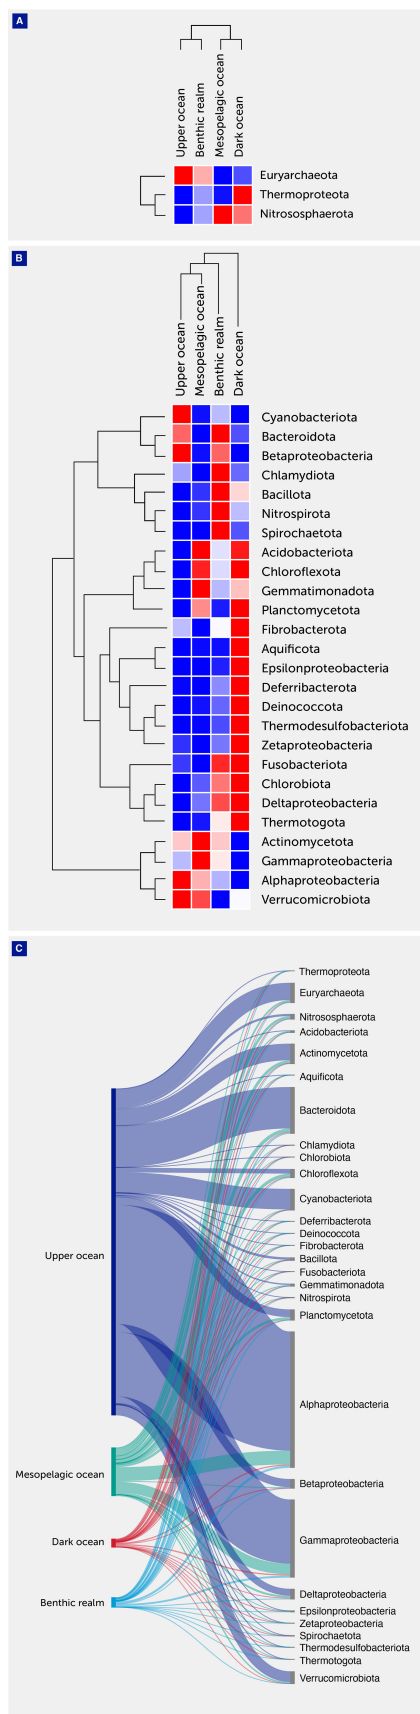 A
Upper ocean
Benthic realm
Mesopelagic ocean
Dark ocean
Euryarchaeota
Thermoproteota
Nitrososphaerota
B
Upper ocean
Mesopelagic ocean
Benthic realm
Dark ocean
Cyanobacteriota
Bacteroidota
Betaproteobacteria
Chlamydiota
Bacillota
Nitrospirota
Spirochaetota
Acidobacteriota
Chloroflexota
Gemmatimonadota
Planctomycetota
Fibrobacterota
Aquificota
Epsilonproteobacteria
Deferribacterota
Deinococcota
Thermodesulfobacteriota
Zetaproteobacteria
Fusobacteriota
Chlorobiota
Deltaproteobacteria
Thermotogota
Actinomycetota
Gammaproteobacteria
Alphaproteobacteria
Verrucomicrobiota
C
Upper ocean
Mesopelagic ocean
Dark ocean
Benthic realm
Thermoproteota
Euryarchaeota
Nitrososphaerota
Acidobacteriota
Actinomycetota
Aquificota
Bacteroidota
Chlamydiota
Chlorobiota
Chloroflexota
Cyanobacteriota
Deferribacterota
Deinococcota
Fibrobacterota
Bacillota
Fusobacteriota
Gemmatimonadota
Nitrospirota
Planctomycetota
Alphaproteobacteria
Betaproteobacteria
Gammaproteobacteria
Deltaproteobacteria
Epsilonproteobacteria
Zetaproteobacteria
Spirochaetota
Thermodesulfobacteriota
Thermotogota
Verrucomicrobiota